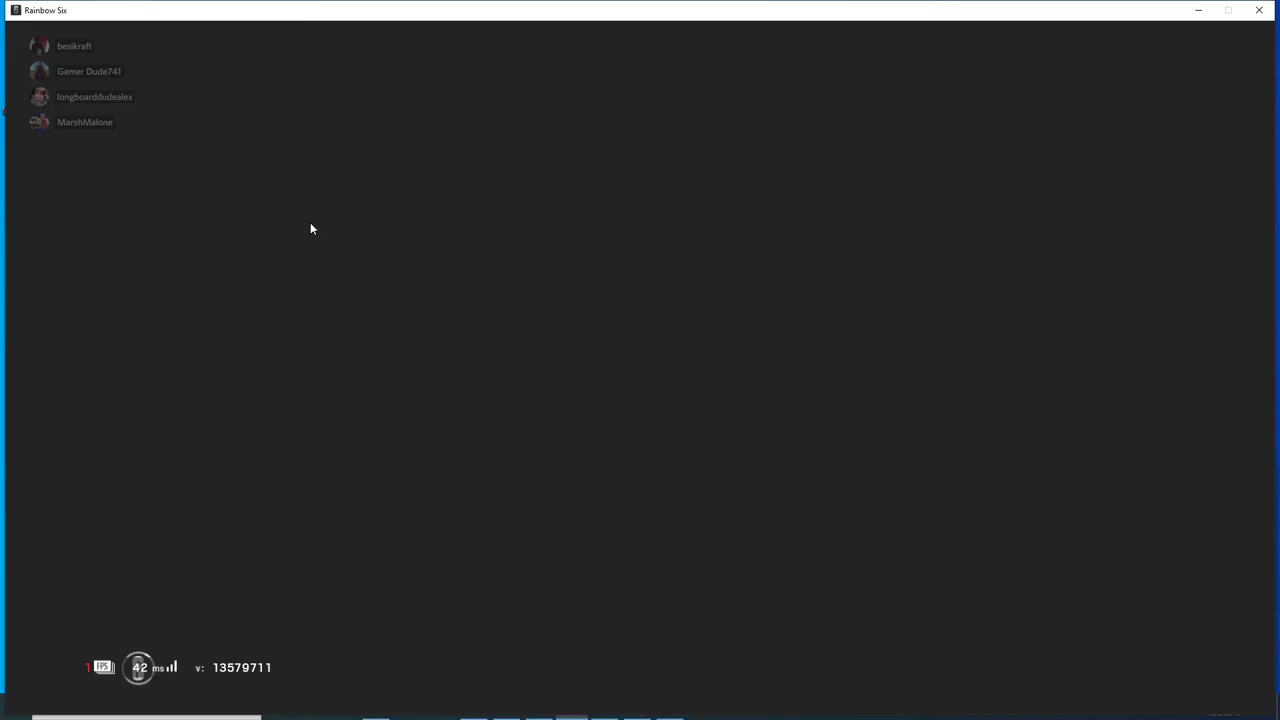 Rainbow Six
besikraft
Gamer Dude741
longboarddudealex
MarshMalone
1 FPS 42 ms v: 13579711